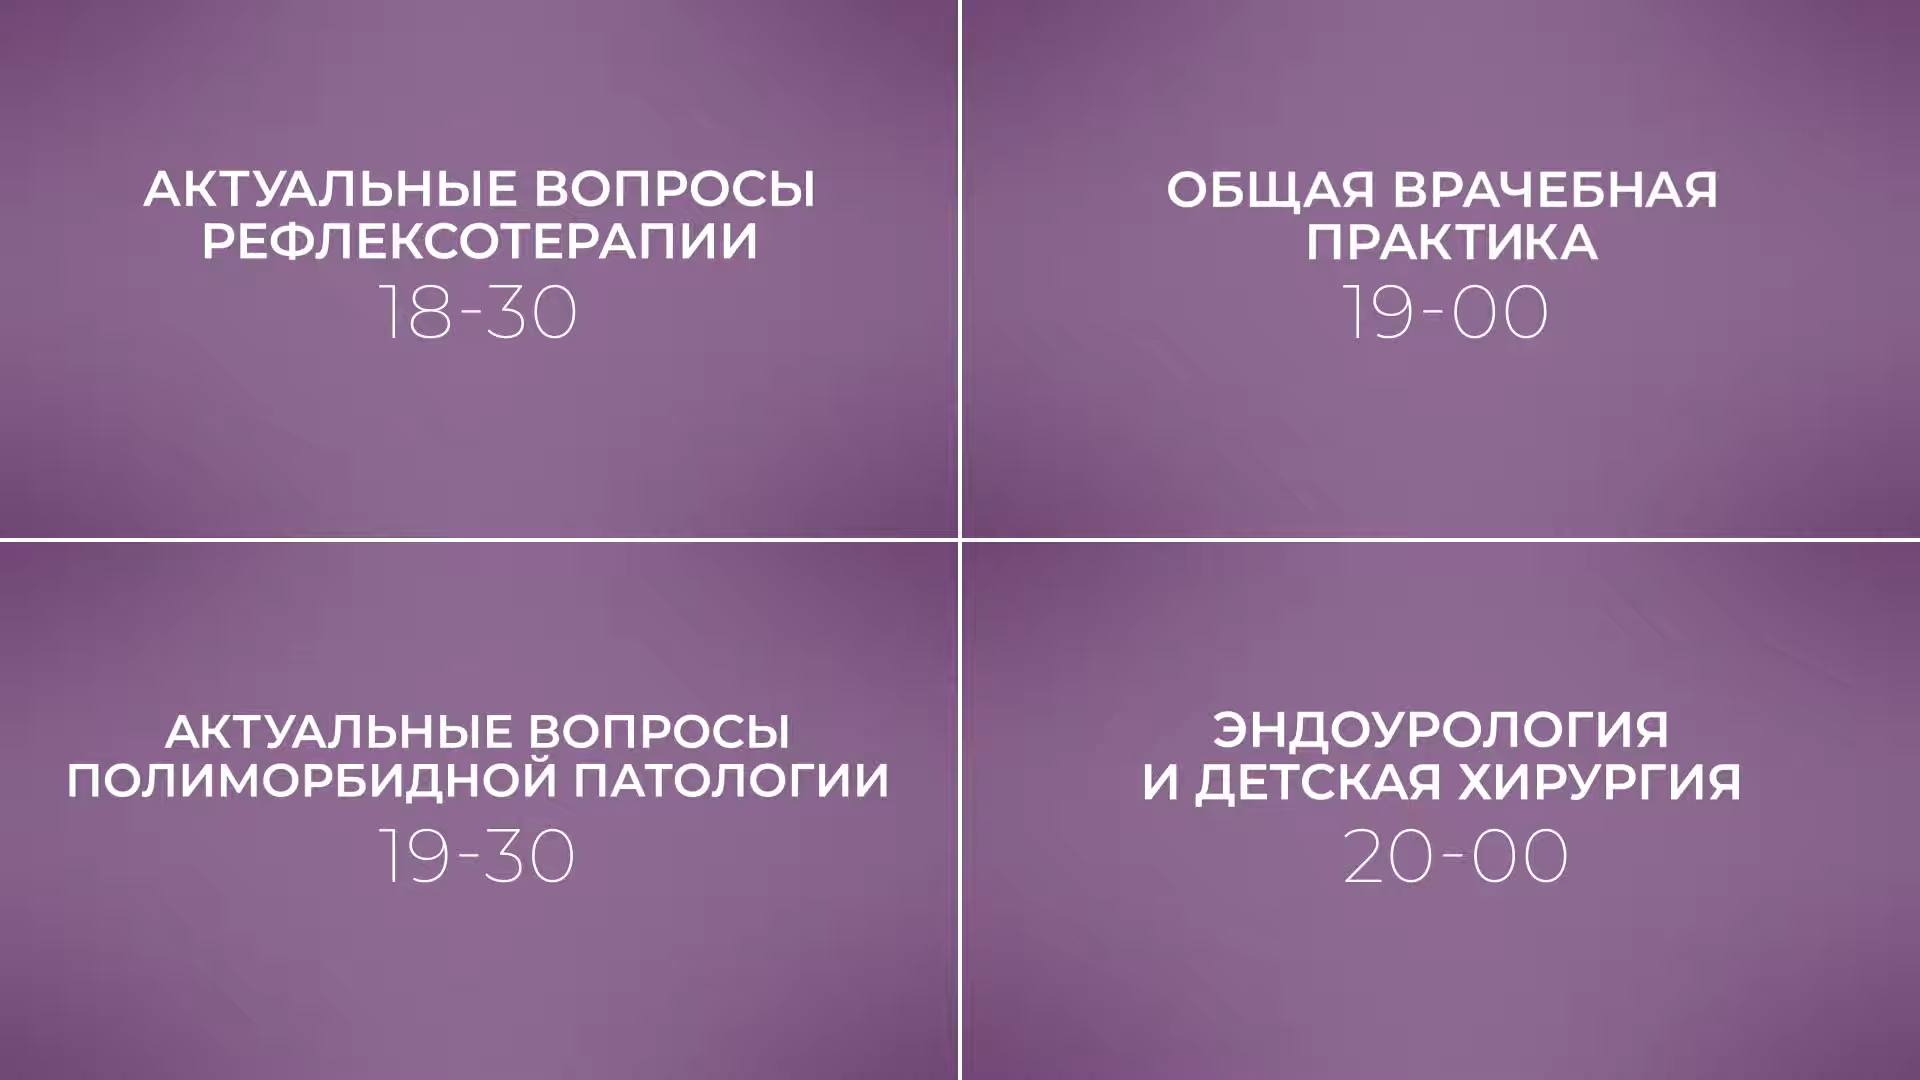 АКТУАЛЬНЫЕ ВОПРОСЫ
РЕФЛЕКСОТЕРАПИИ
18-30
ОБЩАЯ ВРАЧЕБНАЯ
ПРАКТИКА
19-00
АКТУАЛЬНЫЕ ВОПРОСЫ
ПОЛИМОРБИДНОЙ ПАТОЛОГИИ
19-30
ЭНДОУРОЛОГИЯ
И ДЕТСКАЯ ХИРУРГИЯ
20-00